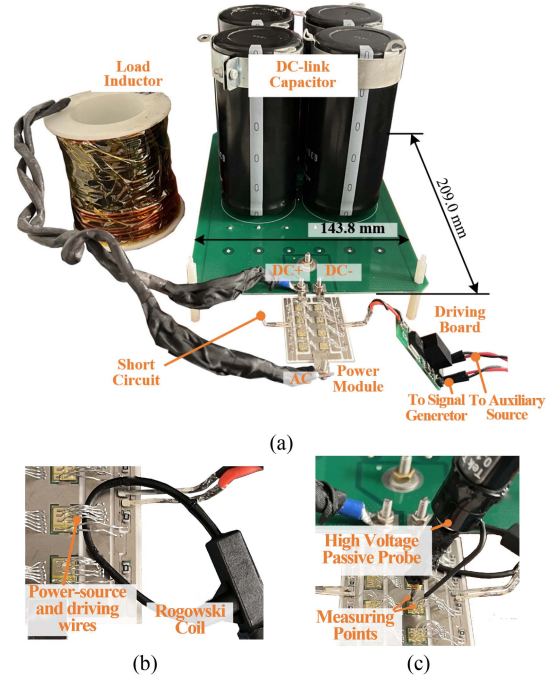 Load
Inductor
DC-link
Capacitor
209.0 mm
143.8 mm
DC+ DC-
Driving
Board
Short
Circuit
AC
Power
Module
To Signal
Generetor
To Auxiliary
Source
(a)
Power-source
and driving
wires
Rogowski
Coil
(b)
Tekt
High Voltage
Passive Probe
Measuring
Points
(c)